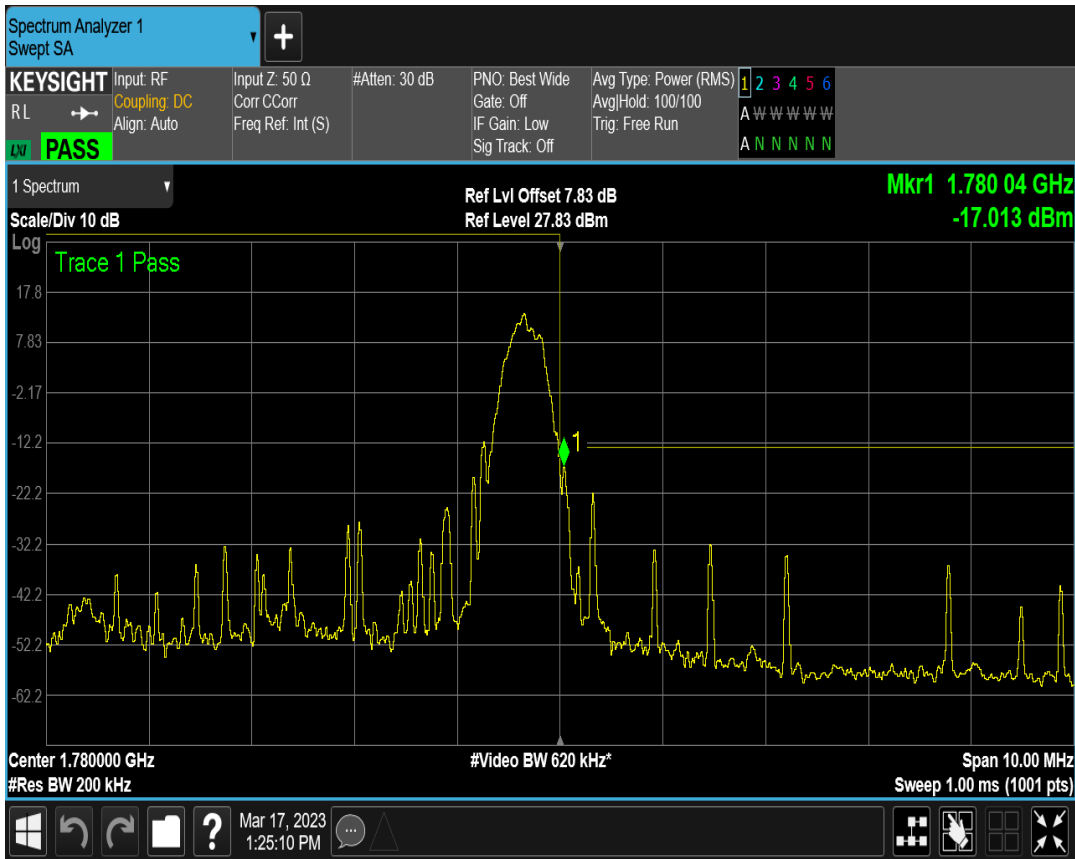 Spectrum Analyzer 1
Swept SA
+
KEYSIGHT
RL
LXI PASS
Input: RF
Coupling: DC
Align: Auto
Input Z: 50 Ω
Corr CCorr
Freq Ref: Int (S)
#Atten: 30 dB
PNO: Best Wide
Gate: Off
IF Gain: Low
Sig Track: Off
Avg Type: Power (RMS)
Avg|Hold: 100/100
Trig: Free Run
1 2 3 4 5 6
A W W W W W
A N N N N N
1 Spectrum
Scale/Div 10 dB
Ref Lvl Offset 7.83 dB
Ref Level 27.83 dBm
Mkr1 1.780 04 GHz
-17.013 dBm
Log
Trace 1 Pass
17.8
7.83
-2.17
-12.2
1
-22.2
-32.2
-42.2
-52.2
-62.2
Center 1.780000 GHz
#Video BW 620 kHz*
Span 10.00 MHz
#Res BW 200 kHz
Sweep 1.00 ms (1001 pts)
?
Mar 17, 2023
1:25:10 PM